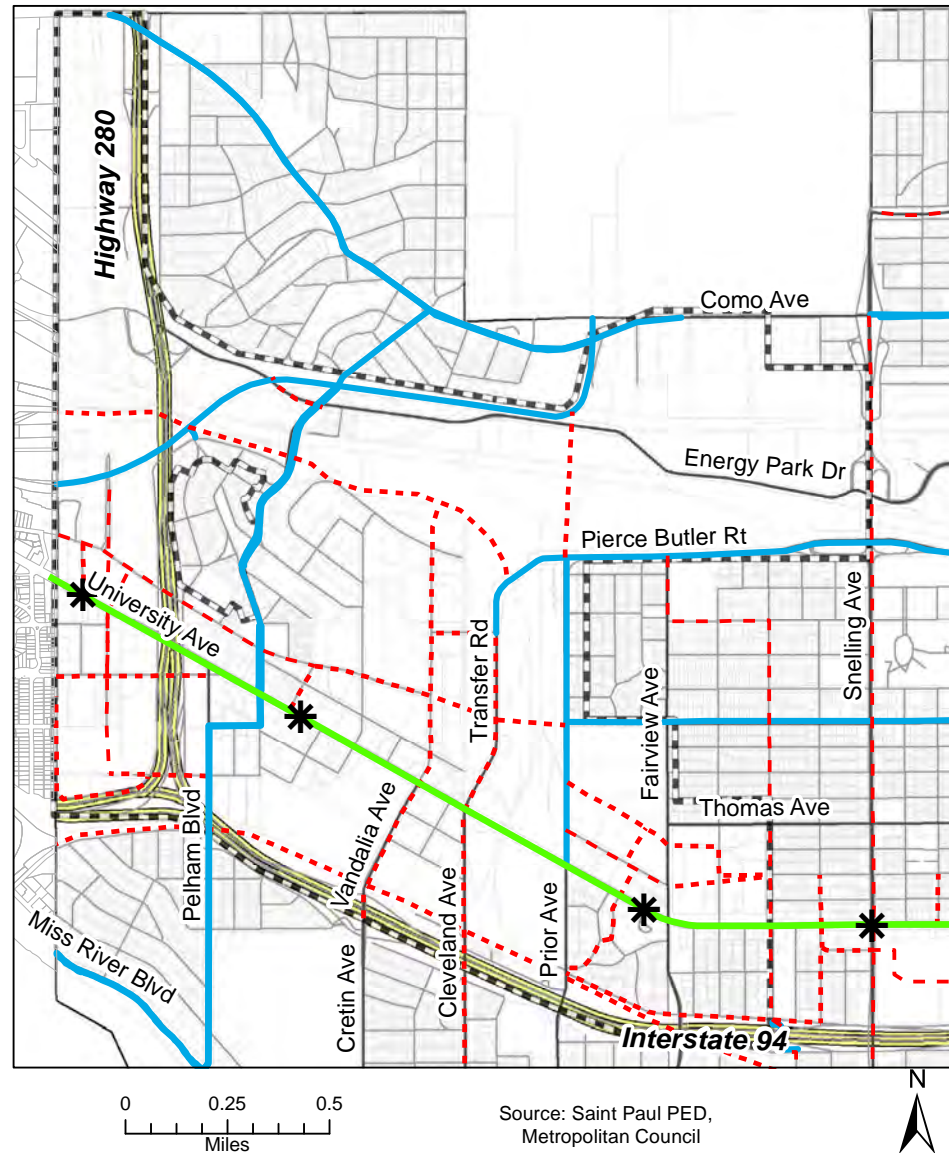 Highway 280
Como Ave
Energy Park Dr
Pierce Butler Rt
University Ave
Transfer Rd
Snelling Ave
Fairview Ave
Thomas Ave
Vandalia Ave
Pelham Blvd
Cleveland Ave
Prior Ave
Miss River Blvd
Cretin Ave
Interstate 94
0 0.25 0.5
Miles
Source: Saint Paul PED,
Metropolitan Council
N